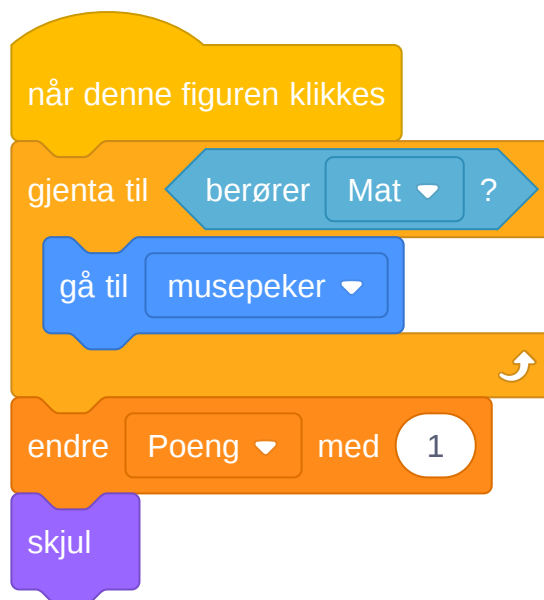 når denne figuren klikkes
gjenta til berører Mat ?
gå til musepeker
endre Poeng med 1
skjul